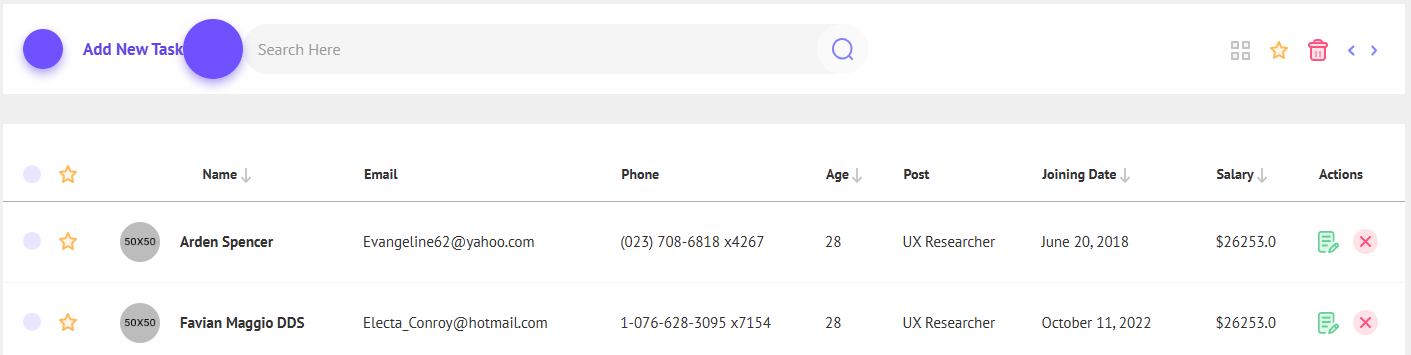 Add New Task Search Here
Name Email Phone Age Post Joining Date Salary Actions
50X50 Arden Spencer Evangeline62@yahoo.com (023) 708-6818 x4267 28 UX Researcher June 20, 2018 $26253.0
50X50 Favian Maggio DDS Electa_Conroy@hotmail.com 1-076-628-3095 x7154 28 UX Researcher October 11, 2022 $26253.0